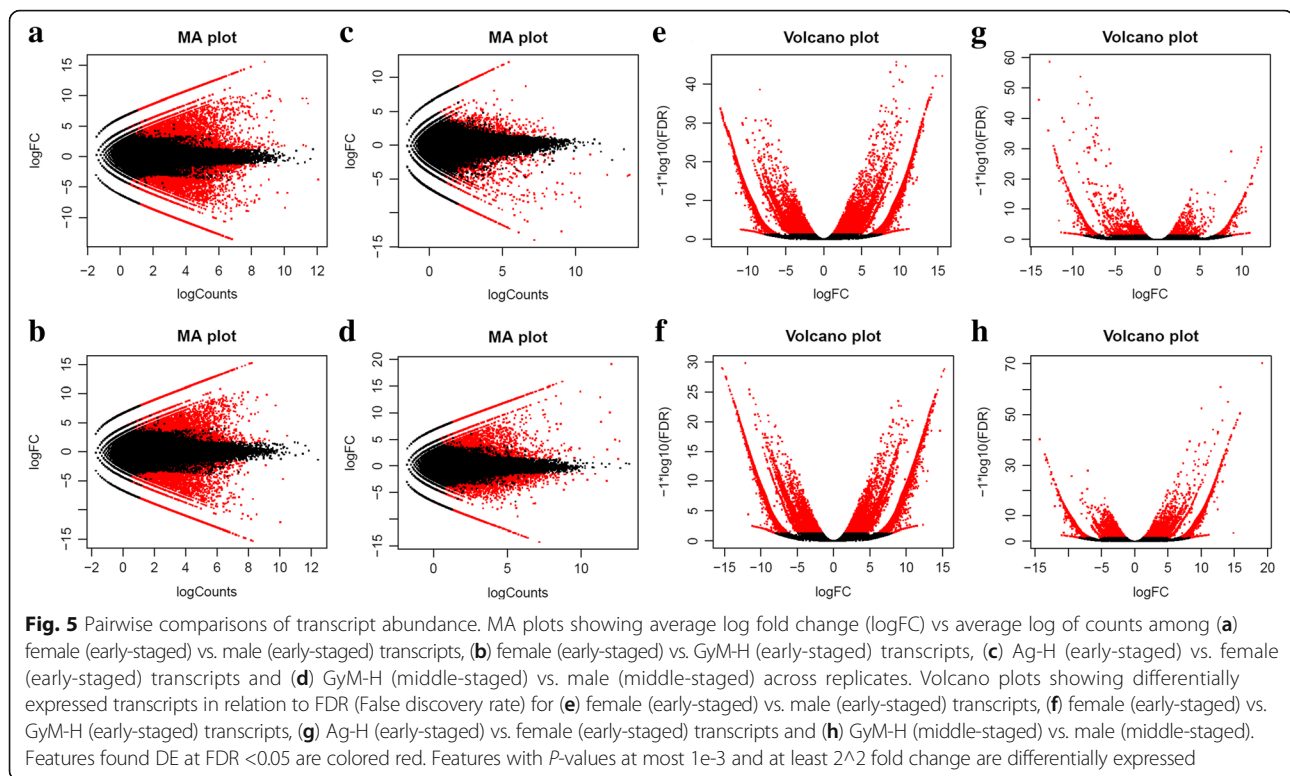 a
MA plot
logFC
15
10
5
0
−5
−10
−2 0 2 4 6 8 10 12
logCounts
c
MA plot
logFC
10
5
0
−5
−15
0 5 10
logCounts
e
Volcano plot
−1*log10(FDR)
40
30
20
10
0
−10 −5 0 5 10 15
logFC
g
Volcano plot
−1*log10(FDR)
60
50
40
30
20
10
0
−10 −5 0 5 10
logFC
b
MA plot
logFC
15
10
5
0
−5
−15
−2 0 2 4 6 8 10 12
logCounts
d
MA plot
logFC
20
15
10
5
0
−5
−15
0 5 10
logCounts
f
Volcano plot
−1*log10(FDR)
30
25
20
15
10
5
0
−15 −10 −5 0 5 10 15
logFC
h
Volcano plot
−1*log10(FDR)
70
50
30
10
0
−15 −10 −5 0 5 10 15 20
logFC
Fig. 5 Pairwise comparisons of transcript abundance. MA plots showing average log fold change (logFC) vs average log of counts among (a)
female (early-staged) vs. male (early-staged) transcripts, (b) female (early-staged) vs. GyM-H (early-staged) transcripts, (c) Ag-H (early-staged) vs. female
(early-staged) transcripts and (d) GyM-H (middle-staged) vs. male (middle-staged) across replicates. Volcano plots showing differentially
expressed transcripts in relation to FDR (False discovery rate) for (e) female (early-staged) vs. male (early-staged) transcripts, (f) female (early-staged) vs.
GyM-H (early-staged) transcripts, (g) Ag-H (early-staged) vs. female (early-staged) transcripts and (h) GyM-H (middle-staged) vs. male (middle-staged).
Features found DE at FDR <0.05 are colored red. Features with P-values at most 1e-3 and at least 2^2 fold change are differentially expressed